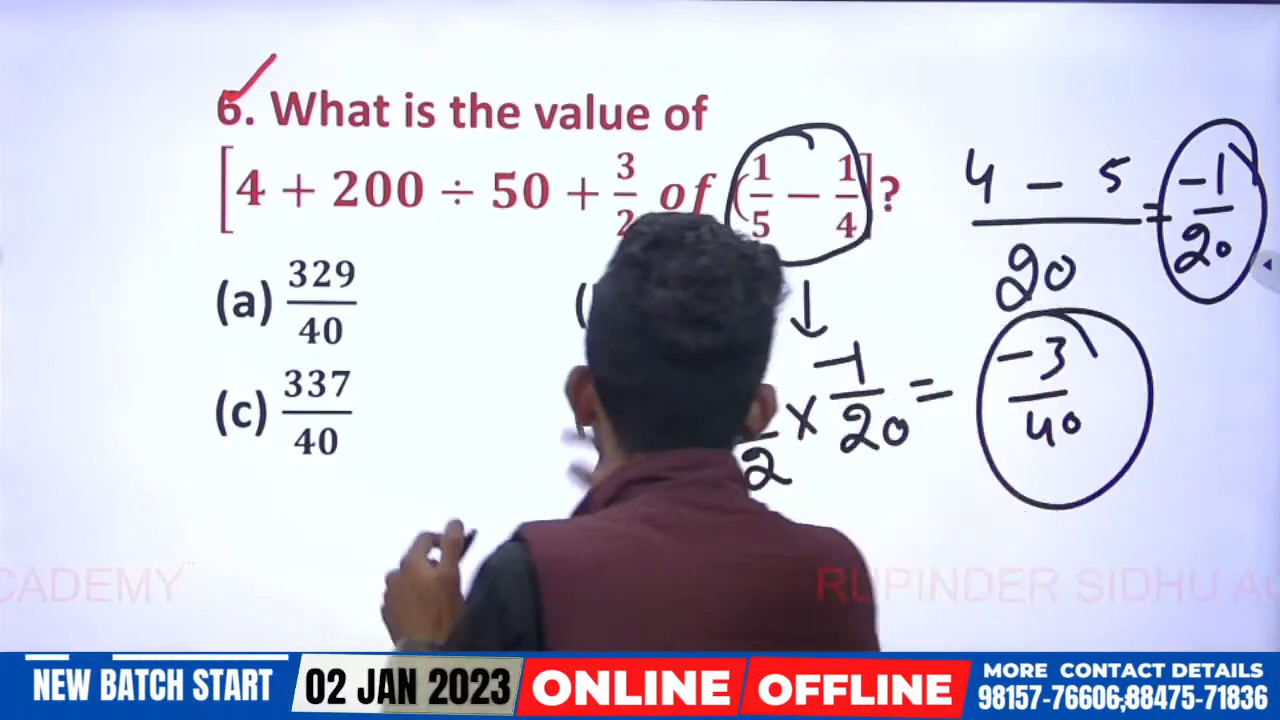 6. What is the value of
[4 + 200 ÷ 50 + 3/2 of (1/5 − 1/4]?
(a) 329/40
(c) 337/40
4 − 5 / 20 = −1/20
2 × −1/20 = −3/40
CADEMY
RUPINDER SIDHU Ac
NEW BATCH START 02 JAN 2023 ONLINE OFFLINE MORE CONTACT DETAILS
98157-76606,88475-71836